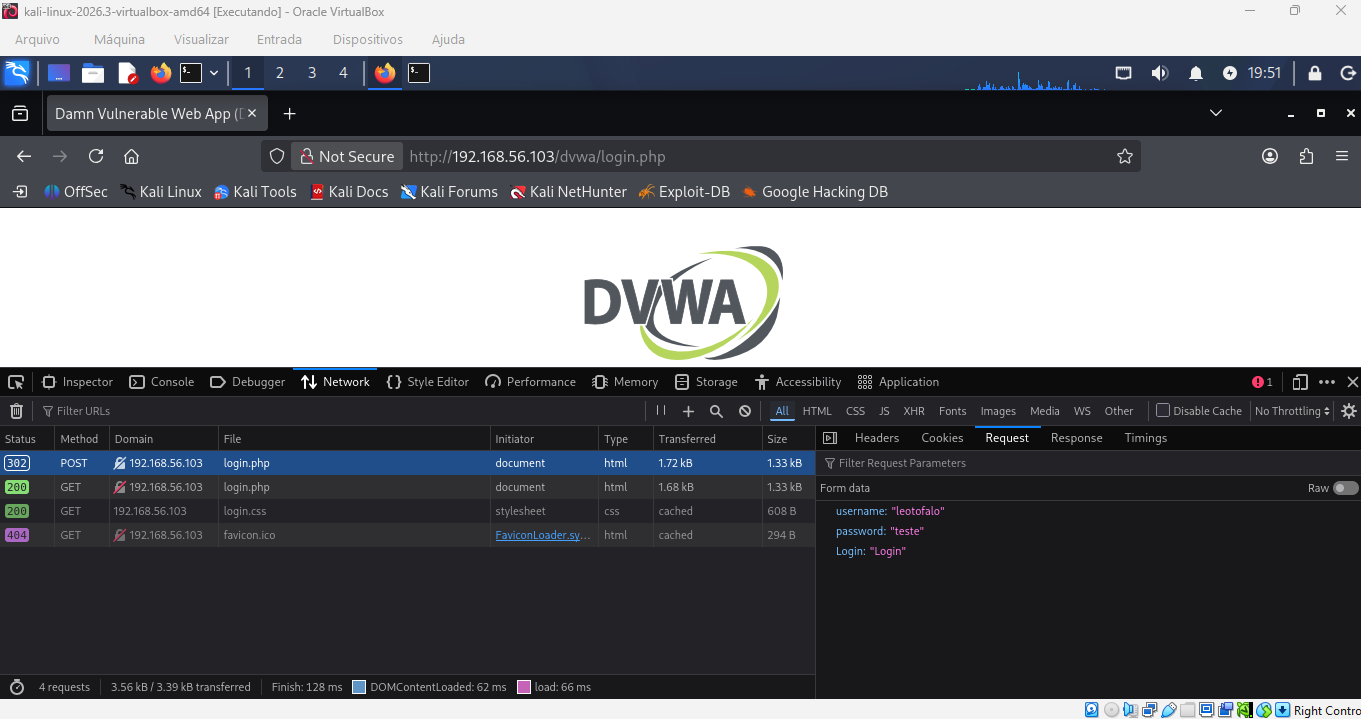 kali-linux-2026.3-virtualbox-amd64 [Executando] - Oracle VirtualBox
Arquivo Máquina Visualizar Entrada Dispositivos Ajuda
1 2 3 4 19:51
Damn Vulnerable Web App (D
Not Secure http://192.168.56.103/dvwa/login.php
OffSec Kali Linux Kali Tools Kali Docs Kali Forums Kali NetHunter Exploit-DB Google Hacking DB
DVWA
Inspector Console Debugger Network Style Editor Performance Memory Storage Accessibility Application 1
Filter URLs All HTML CSS JS XHR Fonts Images Media WS Other Disable Cache No Throttling
Status Method Domain File Initiator Type Transferred Size Headers Cookies Request Response Timings
302 POST 192.168.56.103 login.php document html 1.72 kB 1.33 kB Filter Request Parameters
200 GET 192.168.56.103 login.php document html 1.68 kB 1.33 kB Form data Raw
200 GET 192.168.56.103 login.css stylesheet css cached 608 B username: "leotofalo"
404 GET 192.168.56.103 favicon.ico FaviconLoader.sy... html cached 294 B password: "teste"
Login: "Login"
4 requests 3.56 kB / 3.39 kB transferred Finish: 128 ms DOMContentLoaded: 62 ms load: 66 ms
Right Contro